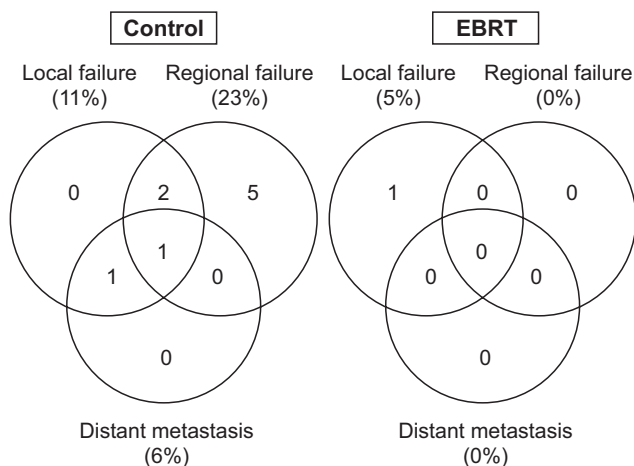 Control
Local failure
(11%)
Regional failure
(23%)
0
2
5
1
1
0
0
Distant metastasis
(6%)
EBRT
Local failure
(5%)
Regional failure
(0%)
1
0
0
0
0
0
0
Distant metastasis
(0%)